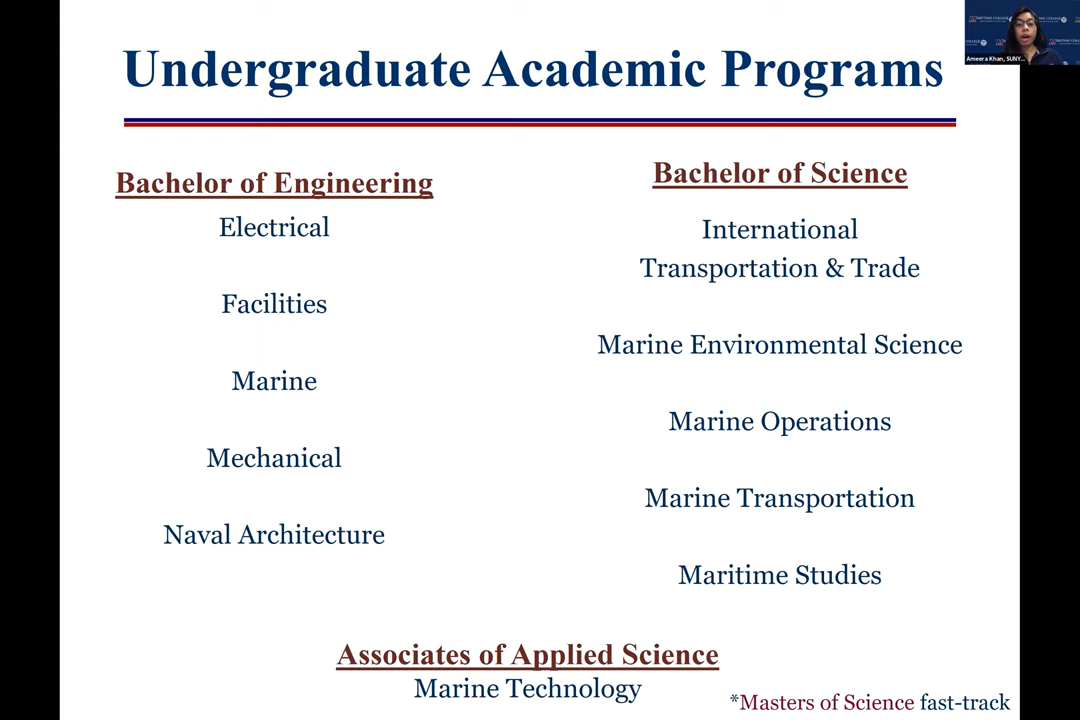 Undergraduate Academic Programs
Bachelor of Engineering
Electrical
Facilities
Marine
Mechanical
Naval Architecture
Bachelor of Science
International
Transportation & Trade
Marine Environmental Science
Marine Operations
Marine Transportation
Maritime Studies
Associates of Applied Science
Marine Technology
*Masters of Science fast-track
Ameera Khan, SUNY...